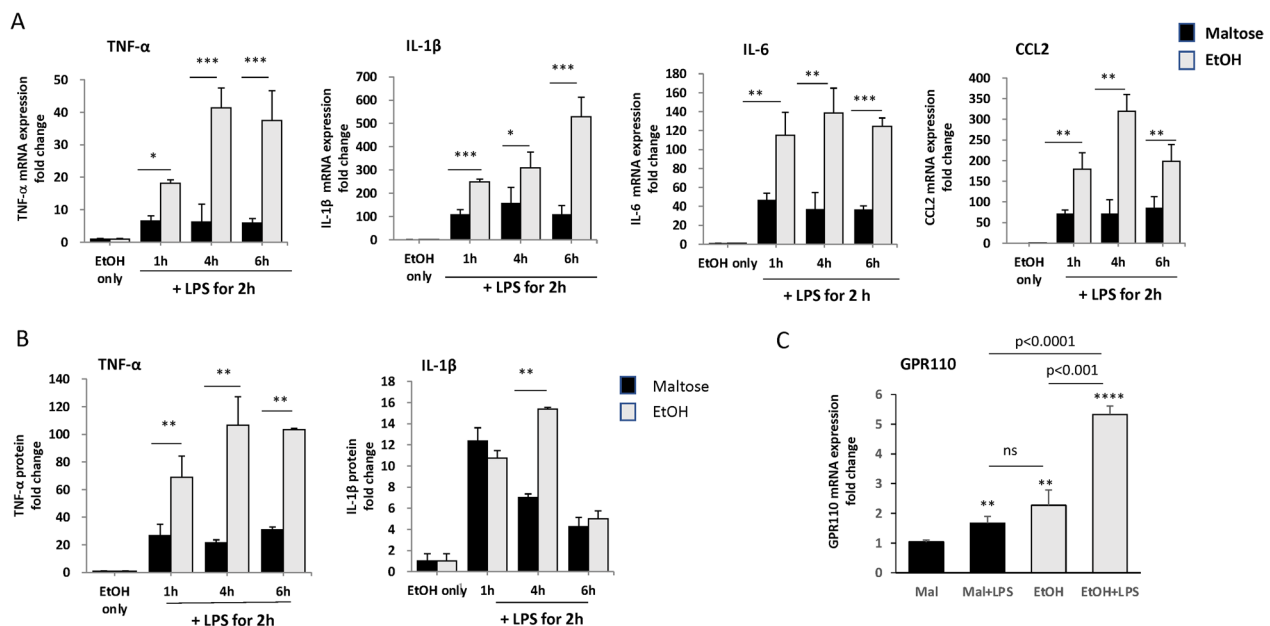 A
TNF-α
TNF-α mRNA expression
fold change
50
40
30
20
10
0
***
***
*
EtOH
only
1h
4h
6h
+ LPS for 2h
IL-1β
IL-1β mRNA expression
fold change
700
600
500
400
300
200
100
0
***
*
***
EtOH
only
1h
4h
6h
+ LPS for 2h
IL-6
IL-6 mRNA expression
fold change
180
160
140
120
100
80
60
40
20
0
**
**
***
EtOH only
1h
4h
6h
+ LPS for 2 h
CCL2
CCL2 mRNA expression
fold change
400
350
300
250
200
150
100
50
0
**
**
**
EtOH
only
1h
4h
6h
+ LPS for 2h
Maltose
EtOH
B
TNF-α
TNF-α protein
fold change
140
120
100
80
60
40
20
0
**
**
**
EtOH
only
1h
4h
6h
+ LPS for 2h
IL-1β
IL-1β protein
fold change
18
16
14
12
10
8
6
4
2
0
**
EtOH only
1h
4h
6h
+ LPS for 2h
Maltose
EtOH
C
GPR110
p<0.0001
p<0.001
GPR110 mRNA expression
fold change
6
5
4
3
2
1
0
ns
**
**
****
Mal
Mal+LPS
EtOH
EtOH+LPS